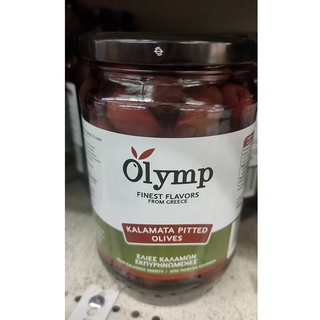 Olymp
FINEST FLAVORS
FROM GREECE
KALAMATA PITTED
OLIVES
ΕΛΙΕΣ ΚΑΛΑΜΩΝ
ΕΚΠΥΡΗΝΩΜΕΝΕΣ